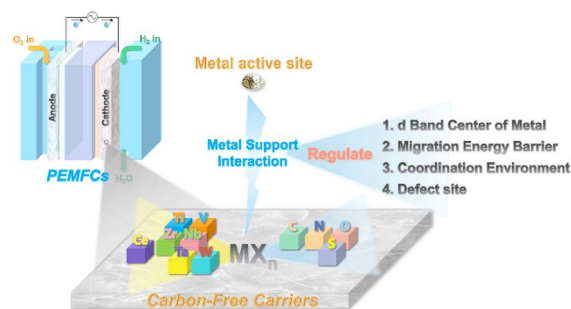 e⁻ e⁻
O₂ in
H₂ in
Anode
Cathode
H₂O
PEMFCs
Metal active site
Metal Support
Interaction
Regulate
1. d Band Center of Metal
2. Migration Energy Barrier
3. Coordination Environment
4. Defect site
Ti V
Zr Nb
Ce
Ta W
MXₙ
C N O
S
Carbon-Free Carriers